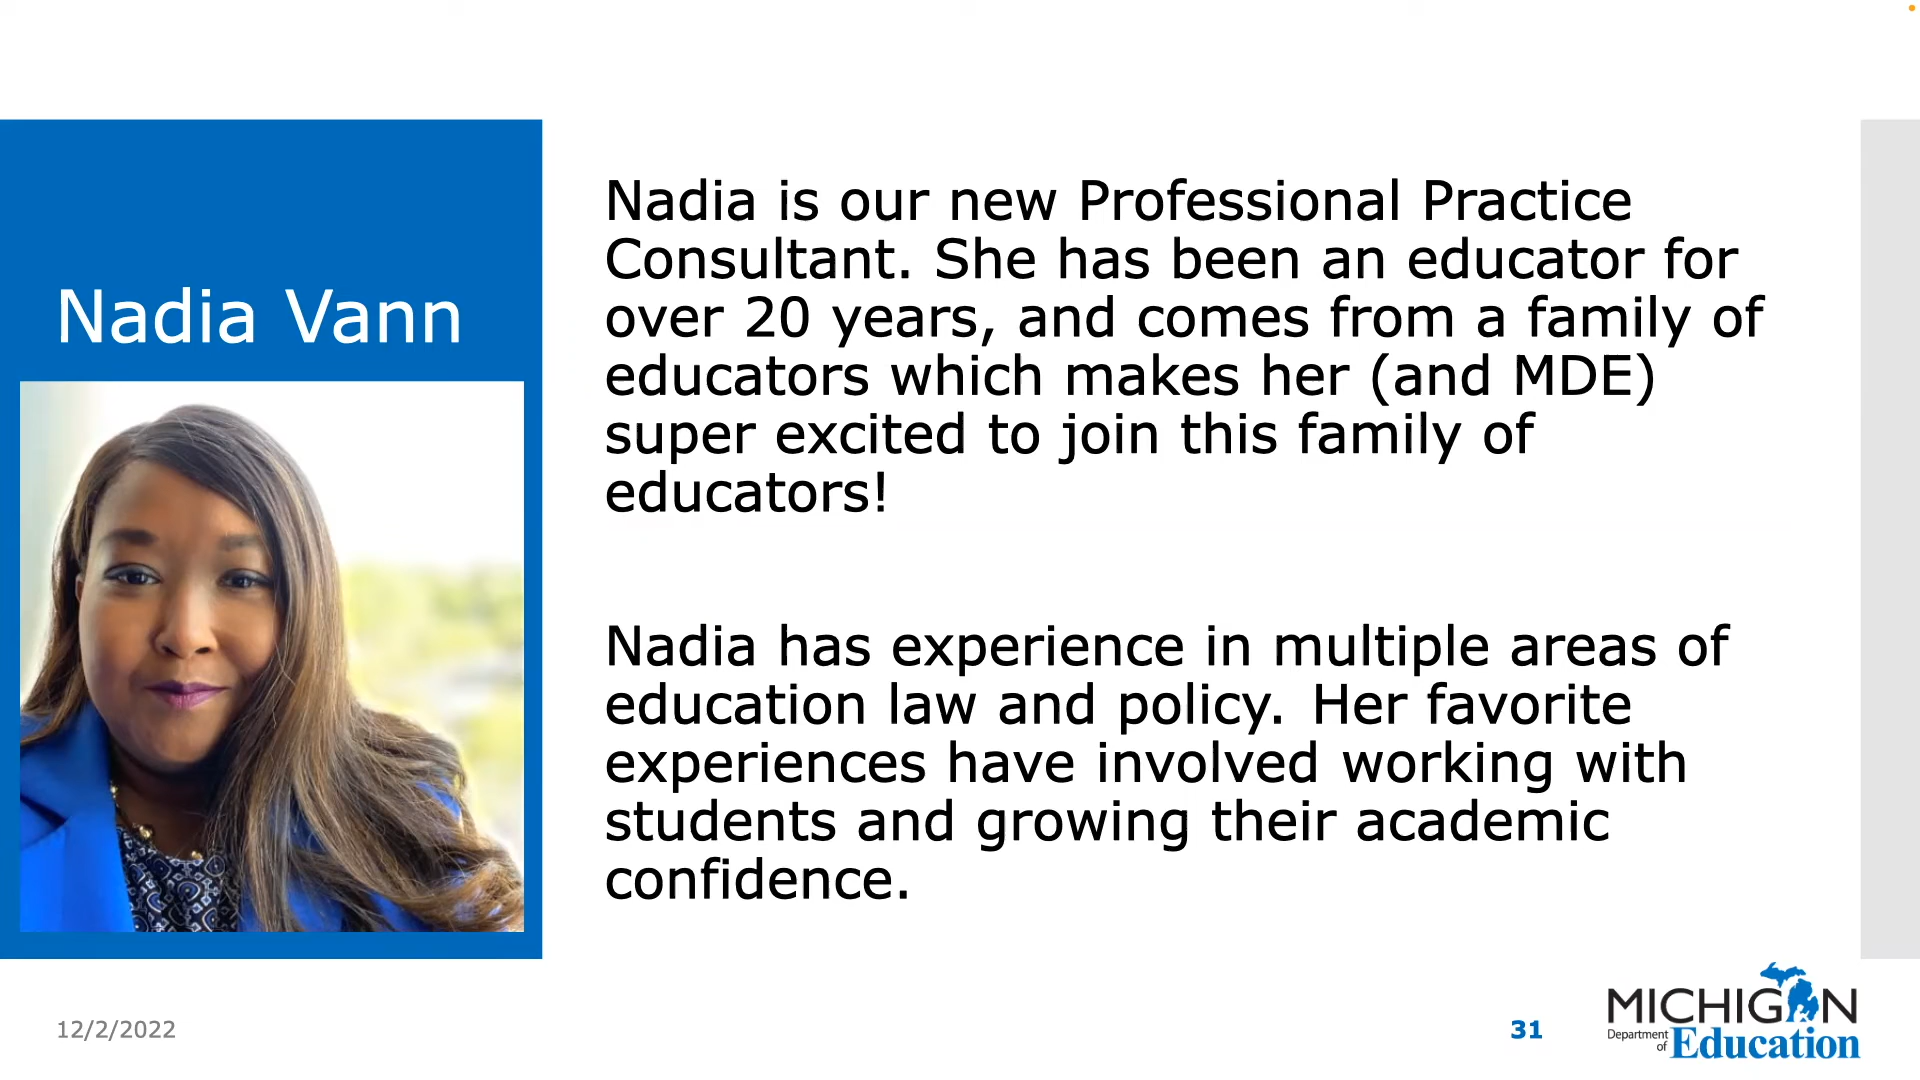 Nadia Vann
Nadia is our new Professional Practice
Consultant. She has been an educator for
over 20 years, and comes from a family of
educators which makes her (and MDE)
super excited to join this family of
educators!
Nadia has experience in multiple areas of
education law and policy. Her favorite
experiences have involved working with
students and growing their academic
confidence.
12/2/2022
31
MICHIGAN
Department
of Education